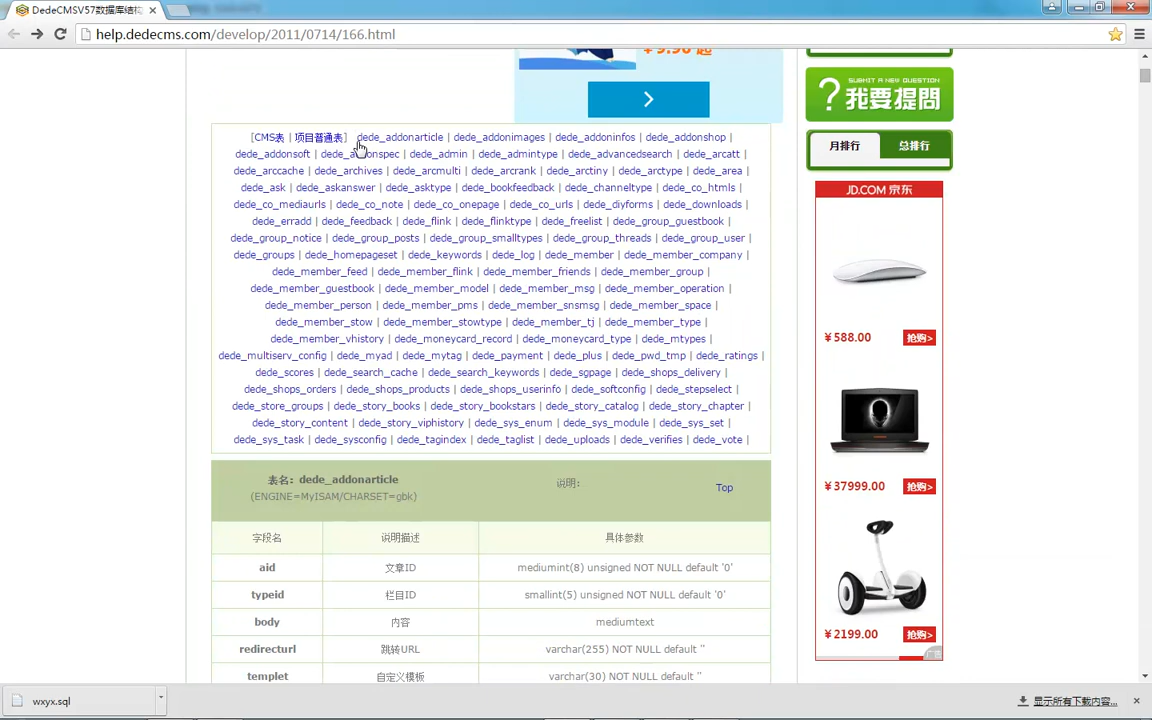 DedeCMSV57数据库结构
help.dedecms.com/develop/2011/0714/166.html
SUBMIT A NEW QUESTION
?我要提問
[CMS表 | 项目普通表] dede_addonarticle | dede_addonimages | dede_addoninfos | dede_addonshop |
dede_addonsoft | dede_addonspec | dede_admin | dede_admintype | dede_advancedsearch | dede_arcatt |
dede_arccache | dede_archives | dede_arcmulti | dede_arcrank | dede_arctiny | dede_arctype | dede_area |
dede_ask | dede_askanswer | dede_asktype | dede_bookfeedback | dede_channeltype | dede_co_htmls |
dede_co_mediaurls | dede_co_note | dede_co_onepage | dede_co_urls | dede_diyforms | dede_downloads |
dede_erradd | dede_feedback | dede_flink | dede_flinktype | dede_freelist | dede_group_guestbook |
dede_group_notice | dede_group_posts | dede_group_smalltypes | dede_group_threads | dede_group_user |
dede_groups | dede_homepageset | dede_keywords | dede_log | dede_member | dede_member_company |
dede_member_feed | dede_member_flink | dede_member_friends | dede_member_group |
dede_member_guestbook | dede_member_model | dede_member_msg | dede_member_operation |
dede_member_person | dede_member_pms | dede_member_snsmsg | dede_member_space |
dede_member_stow | dede_member_stowtype | dede_member_tj | dede_member_type |
dede_member_vhistory | dede_moneycard_record | dede_moneycard_type | dede_mtypes |
dede_multiserv_config | dede_myad | dede_mytag | dede_payment | dede_plus | dede_pwd_tmp | dede_ratings |
dede_scores | dede_search_cache | dede_search_keywords | dede_sgpage | dede_shops_delivery |
dede_shops_orders | dede_shops_products | dede_shops_userinfo | dede_softconfig | dede_stepselect |
dede_store_groups | dede_story_books | dede_story_bookstars | dede_story_catalog | dede_story_chapter |
dede_story_content | dede_story_viphistory | dede_sys_enum | dede_sys_module | dede_sys_set |
dede_sys_task | dede_sysconfig | dede_tagindex | dede_taglist | dede_uploads | dede_verifies | dede_vote |
月排行 总排行
JD.COM 京东
￥588.00 抢购>
￥37999.00 抢购>
￥2199.00 抢购>
广告
表名：dede_addonarticle
(ENGINE=MyISAM/CHARSET=gbk)
说明：
Top
字段名 说明描述 具体参数
aid 文章ID mediumint(8) unsigned NOT NULL default '0'
typeid 栏目ID smallint(5) unsigned NOT NULL default '0'
body 内容 mediumtext
redirecturl 跳转URL varchar(255) NOT NULL default ''
templet 自定义模板 varchar(30) NOT NULL default ''
wxyx.sql
显示所有下载内容...